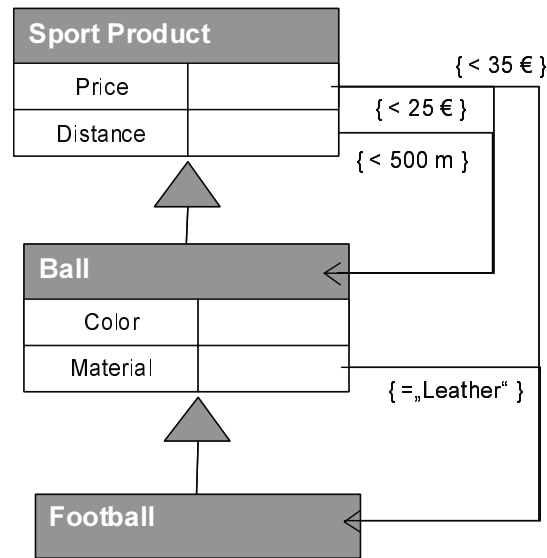 Sport Product
{ < 35 € }
Price
{ < 25 € }
Distance
{ < 500 m }
Ball
Color
Material
{ =„Leather“ }
Football